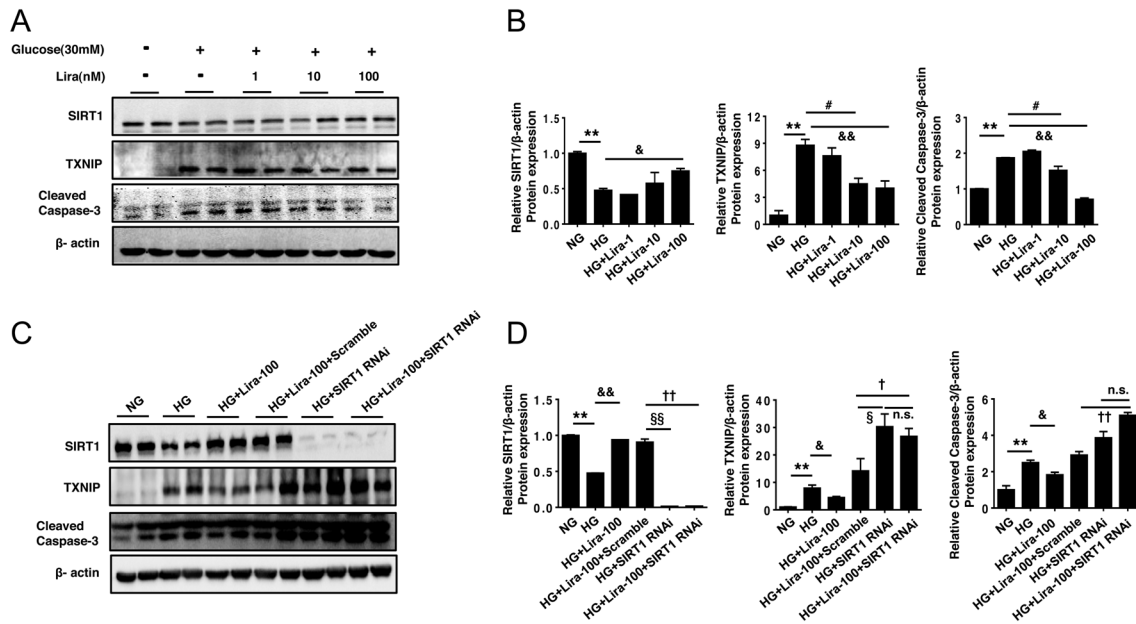 A
Glucose(30mM) - + + + +
Lira(nM) - - 1 10 100
SIRT1
TXNIP
Cleaved
Caspase-3
β- actin
B
Relative SIRT1/β-actin
Protein expression
1.5
1.0
0.5
0.0
**
&
NG
HG
HG+Lira-1
HG+Lira-10
HG+Lira-100
Relative TXNIP/β-actin
Protein expression
12
9
6
3
0
**
#
&&
NG
HG
HG+Lira-1
HG+Lira-10
HG+Lira-100
Relative Cleaved Caspase-3/β-actin
Protein expression
3
2
1
0
**
#
&&
NG
HG
HG+Lira-1
HG+Lira-10
HG+Lira-100
C
NG
HG
HG+Lira-100
HG+Lira-100+Scramble
HG+SIRT1 RNAi
HG+Lira-100+SIRT1 RNAi
SIRT1
TXNIP
Cleaved
Caspase-3
β- actin
D
Relative SIRT1/β-actin
Protein expression
1.5
1.0
0.5
0.0
**
&&
§§
††
NG
HG
HG+Lira-100
HG+Lira-100+Scramble
HG+SIRT1 RNAi
HG+Lira-100+SIRT1 RNAi
Relative TXNIP/β-actin
Protein expression
40
30
20
10
0
**
&
§
†
n.s.
NG
HG
HG+Lira-100
HG+Lira-100+Scramble
HG+SIRT1 RNAi
HG+Lira-100+SIRT1 RNAi
Relative Cleaved Caspase-3/β-actin
Protein expression
6
4
2
0
**
&
††
n.s.
NG
HG
HG+Lira-100
HG+Lira-100+Scramble
HG+SIRT1 RNAi
HG+Lira-100+SIRT1 RNAi